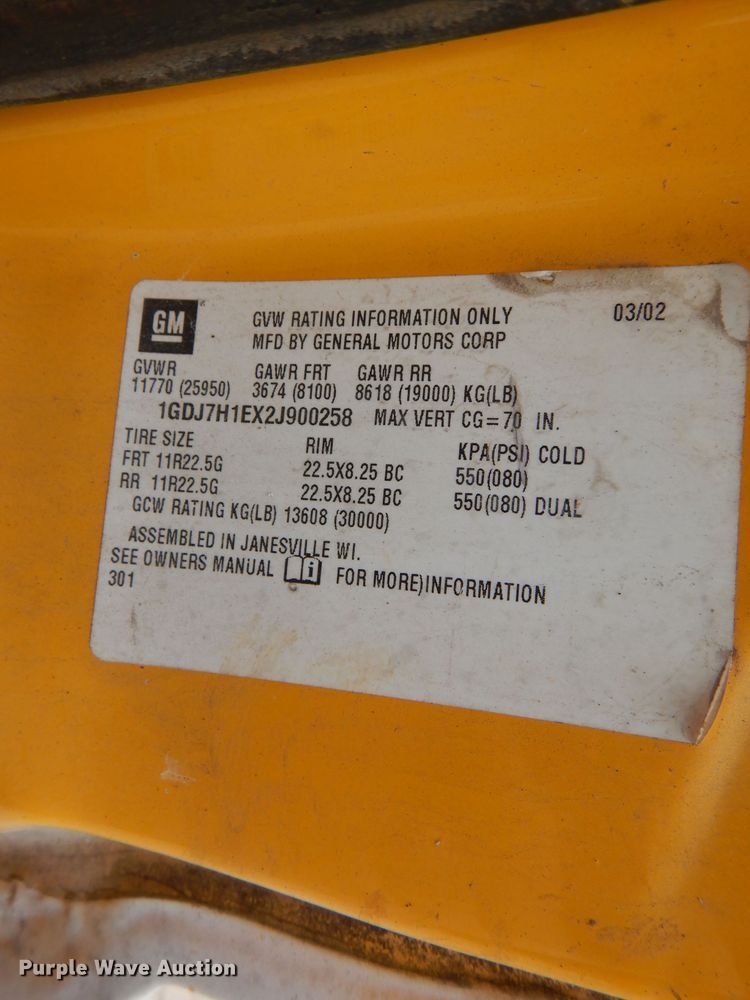 GM GVW RATING INFORMATION ONLY 03/02
MFD BY GENERAL MOTORS CORP
GVWR GAWR FRT GAWR RR
11770 (25950) 3674 (8100) 8618 (19000) KG(LB)
1GDJ7H1EX2J900258 MAX VERT CG=70 IN.
TIRE SIZE RIM KPA(PSI) COLD
FRT 11R22.5G 22.5X8.25 BC 550(080)
RR 11R22.5G 22.5X8.25 BC 550(080) DUAL
GCW RATING KG(LB) 13608 (30000)
ASSEMBLED IN JANESVILLE WI.
SEE OWNERS MANUAL i FOR MORE)INFORMATION
301
Purple Wave Auction